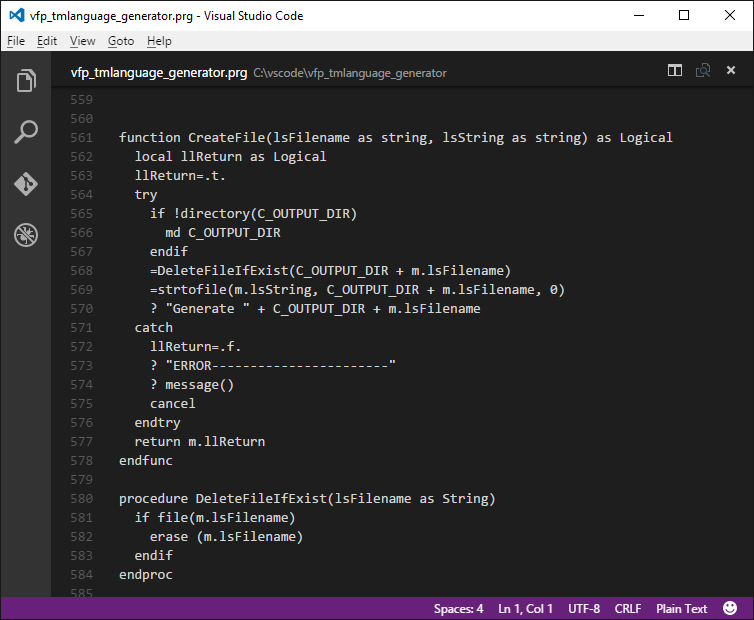 vfp_tmlanguage_generator.prg - Visual Studio Code
File Edit View Goto Help
vfp_tmlanguage_generator.prg C:\vscode\vfp_tmlanguage_generator
559
560
561 function CreateFile(lsFilename as string, lsString as string) as Logical
562 local llReturn as Logical
563 llReturn=.t.
564 try
565 if !directory(C_OUTPUT_DIR)
566 md C_OUTPUT_DIR
567 endif
568 =DeleteFileIfExist(C_OUTPUT_DIR + m.lsFilename)
569 =strtofile(m.lsString, C_OUTPUT_DIR + m.lsFilename, 0)
570 ? "Generate " + C_OUTPUT_DIR + m.lsFilename
571 catch
572 llReturn=.f.
573 ? "ERROR-----------------------"
574 ? message()
575 cancel
576 endtry
577 return m.llReturn
578 endfunc
579
580 procedure DeleteFileIfExist(lsFilename as String)
581 if file(m.lsFilename)
582 erase (m.lsFilename)
583 endif
584 endproc
585
Spaces: 4 Ln 1, Col 1 UTF-8 CRLF Plain Text